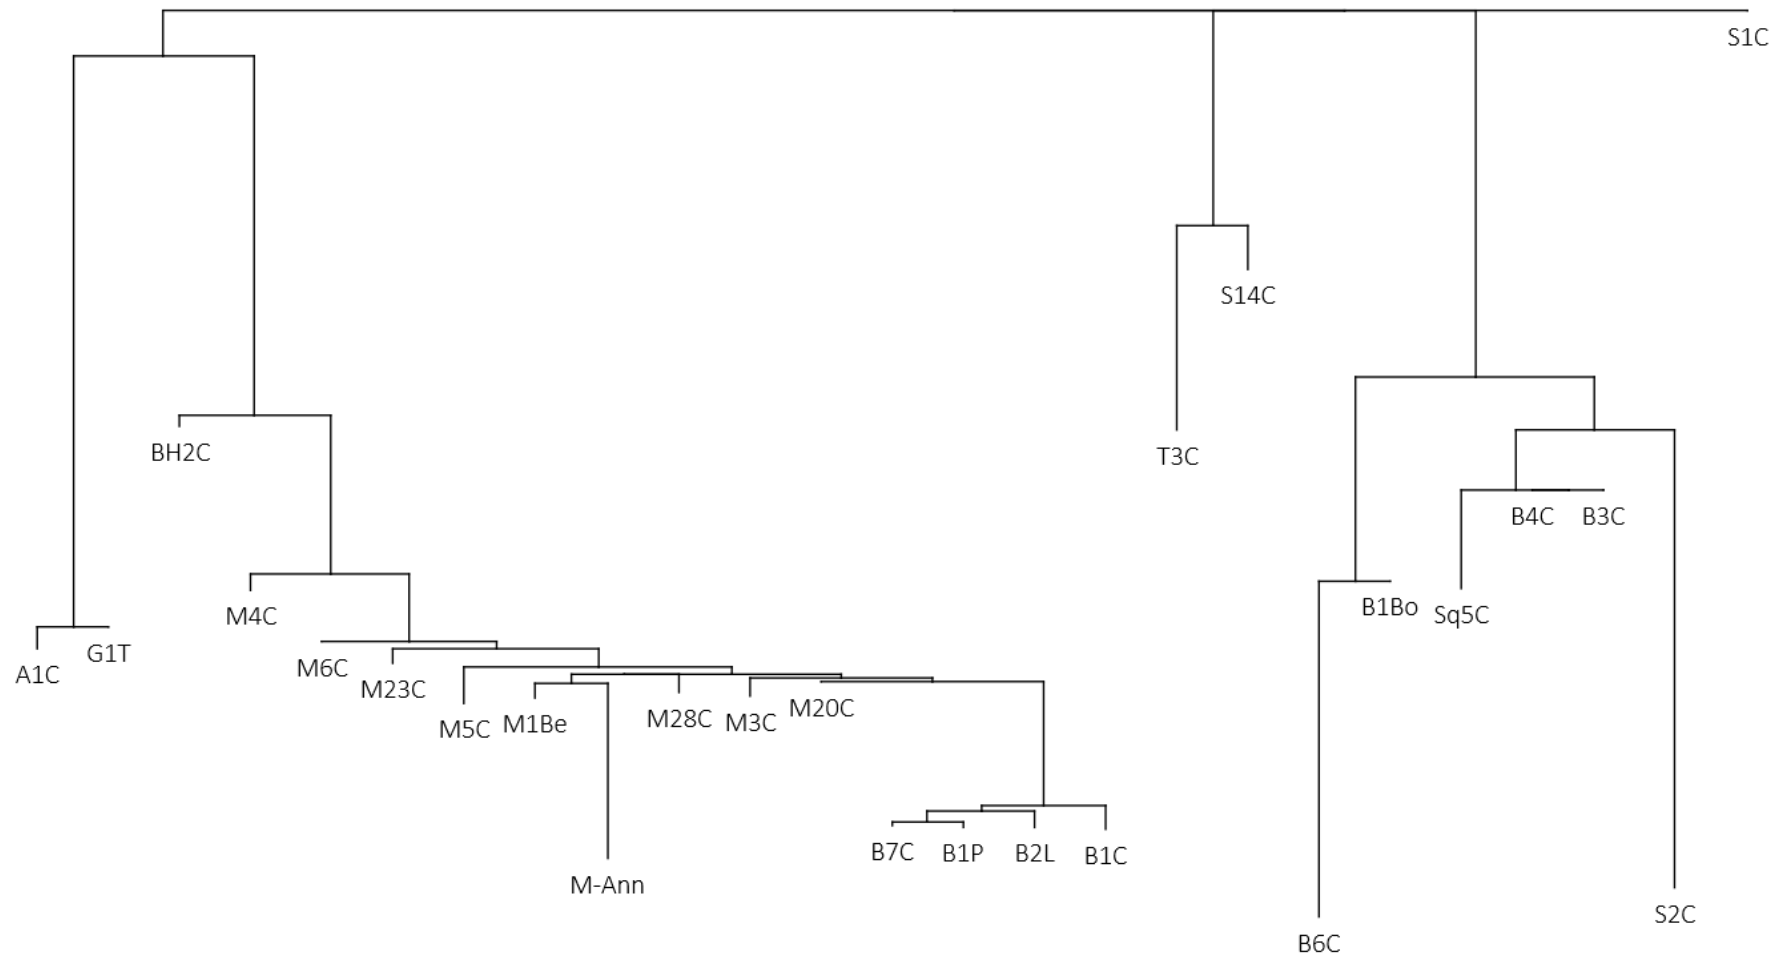 S1C
S14C
BH2C
T3C
B4C
B3C
M4C
B1Bo
Sq5C
G1T
A1C
M6C
M23C
M5C
M1Be
M28C
M3C
M20C
B7C
B1P
B2L
B1C
M-Ann
S2C
B6C